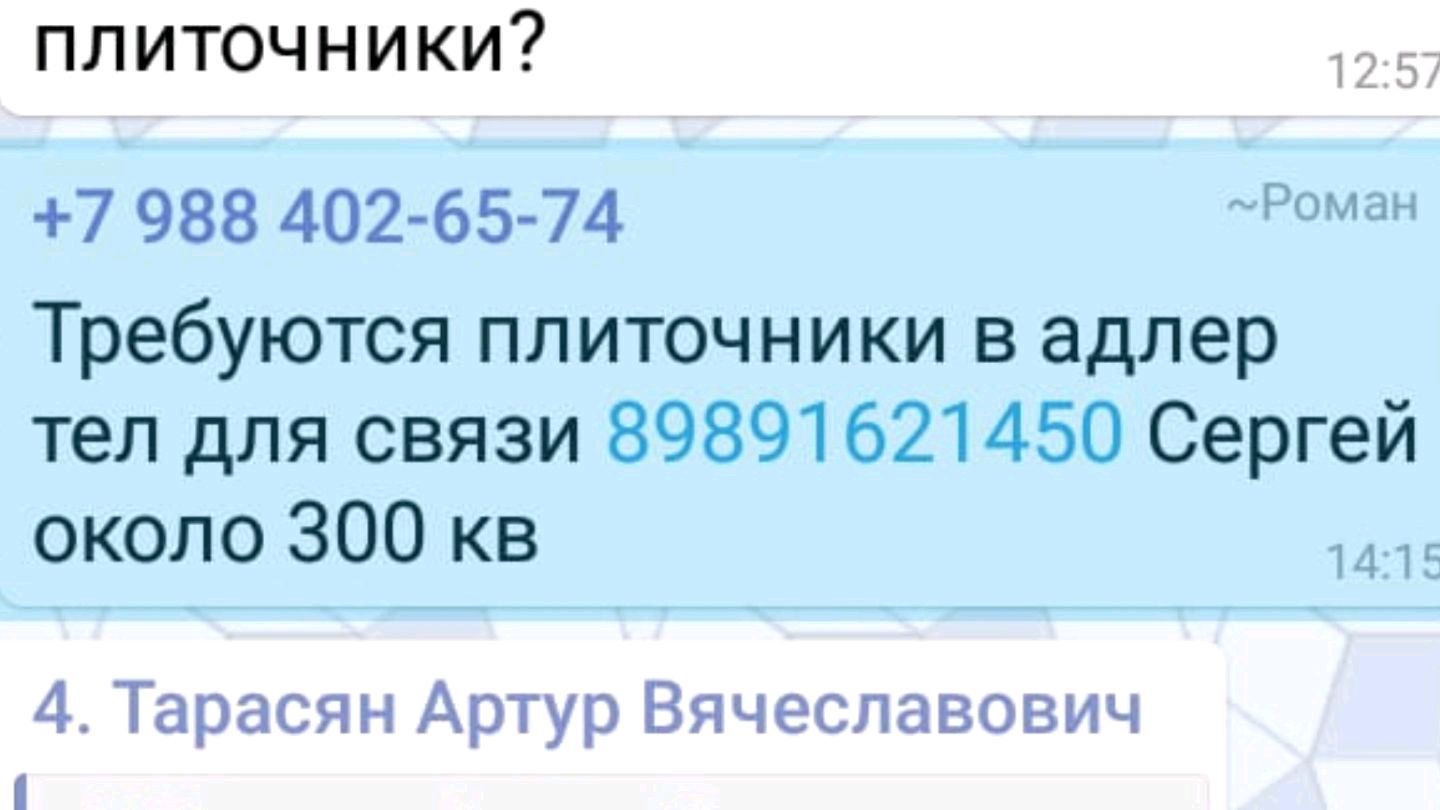 плиточники?
12:57
+7 988 402-65-74
~Роман
Требуются плиточники в адлер
тел для связи 89891621450 Сергей
около 300 кв
14:15
4. Тарасян Артур Вячеславович